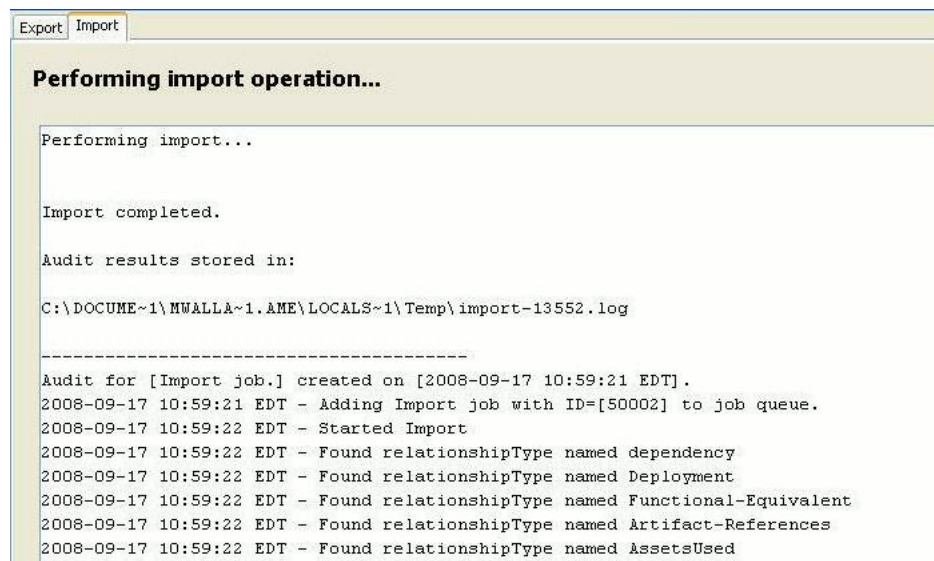 Export Import
Performing import operation...
Performing import...
Import completed.
Audit results stored in:
C:\DOCUME~1\MWALLA~1.AME\LOCALS~1\Temp\import-13552.log
----------------------------------------
Audit for [Import job.] created on [2008-09-17 10:59:21 EDT].
2008-09-17 10:59:21 EDT - Adding Import job with ID=[50002] to job queue.
2008-09-17 10:59:22 EDT - Started Import
2008-09-17 10:59:22 EDT - Found relationshipType named dependency
2008-09-17 10:59:22 EDT - Found relationshipType named Deployment
2008-09-17 10:59:22 EDT - Found relationshipType named Functional-Equivalent
2008-09-17 10:59:22 EDT - Found relationshipType named Artifact-References
2008-09-17 10:59:22 EDT - Found relationshipType named AssetsUsed